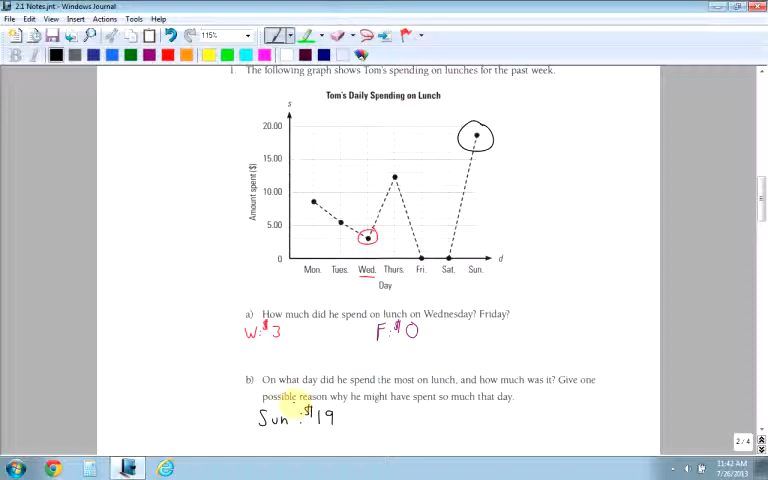 2.1 Notes.jnt - Windows Journal
File Edit View Insert Actions Tools Help
115%
B I
1. The following graph shows Tom's spending on lunches for the past week.
Tom's Daily Spending on Lunch
s
20.00
15.00
10.00
5.00
0
Amount spent ($)
Mon. Tues. Wed. Thurs. Fri. Sat. Sun. d
Day
a) How much did he spend on lunch on Wednesday? Friday?
W: $3 F: $0
b) On what day did he spend the most on lunch, and how much was it? Give one
possible reason why he might have spent so much that day.
Sun : $19
2 / 4
11:42 AM
7/26/2013